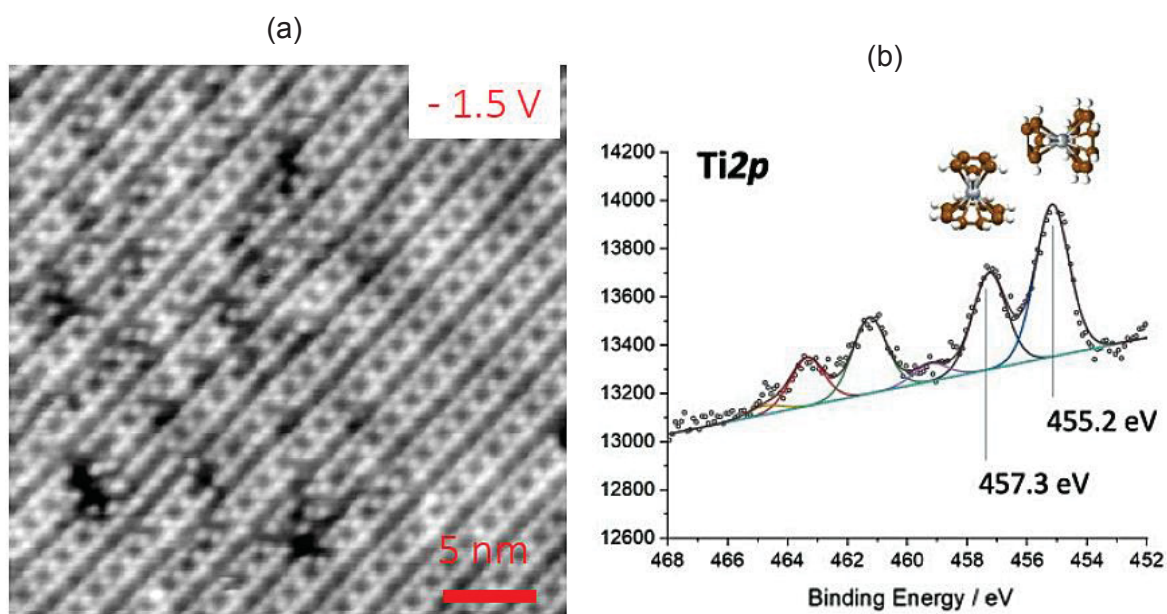 (a)
- 1.5 V
5 nm
(b)
Ti2p
14200
14000
13800
13600
13400
13200
13000
12800
12600
455.2 eV
457.3 eV
468 466 464 462 460 458 456 454 452
Binding Energy / eV